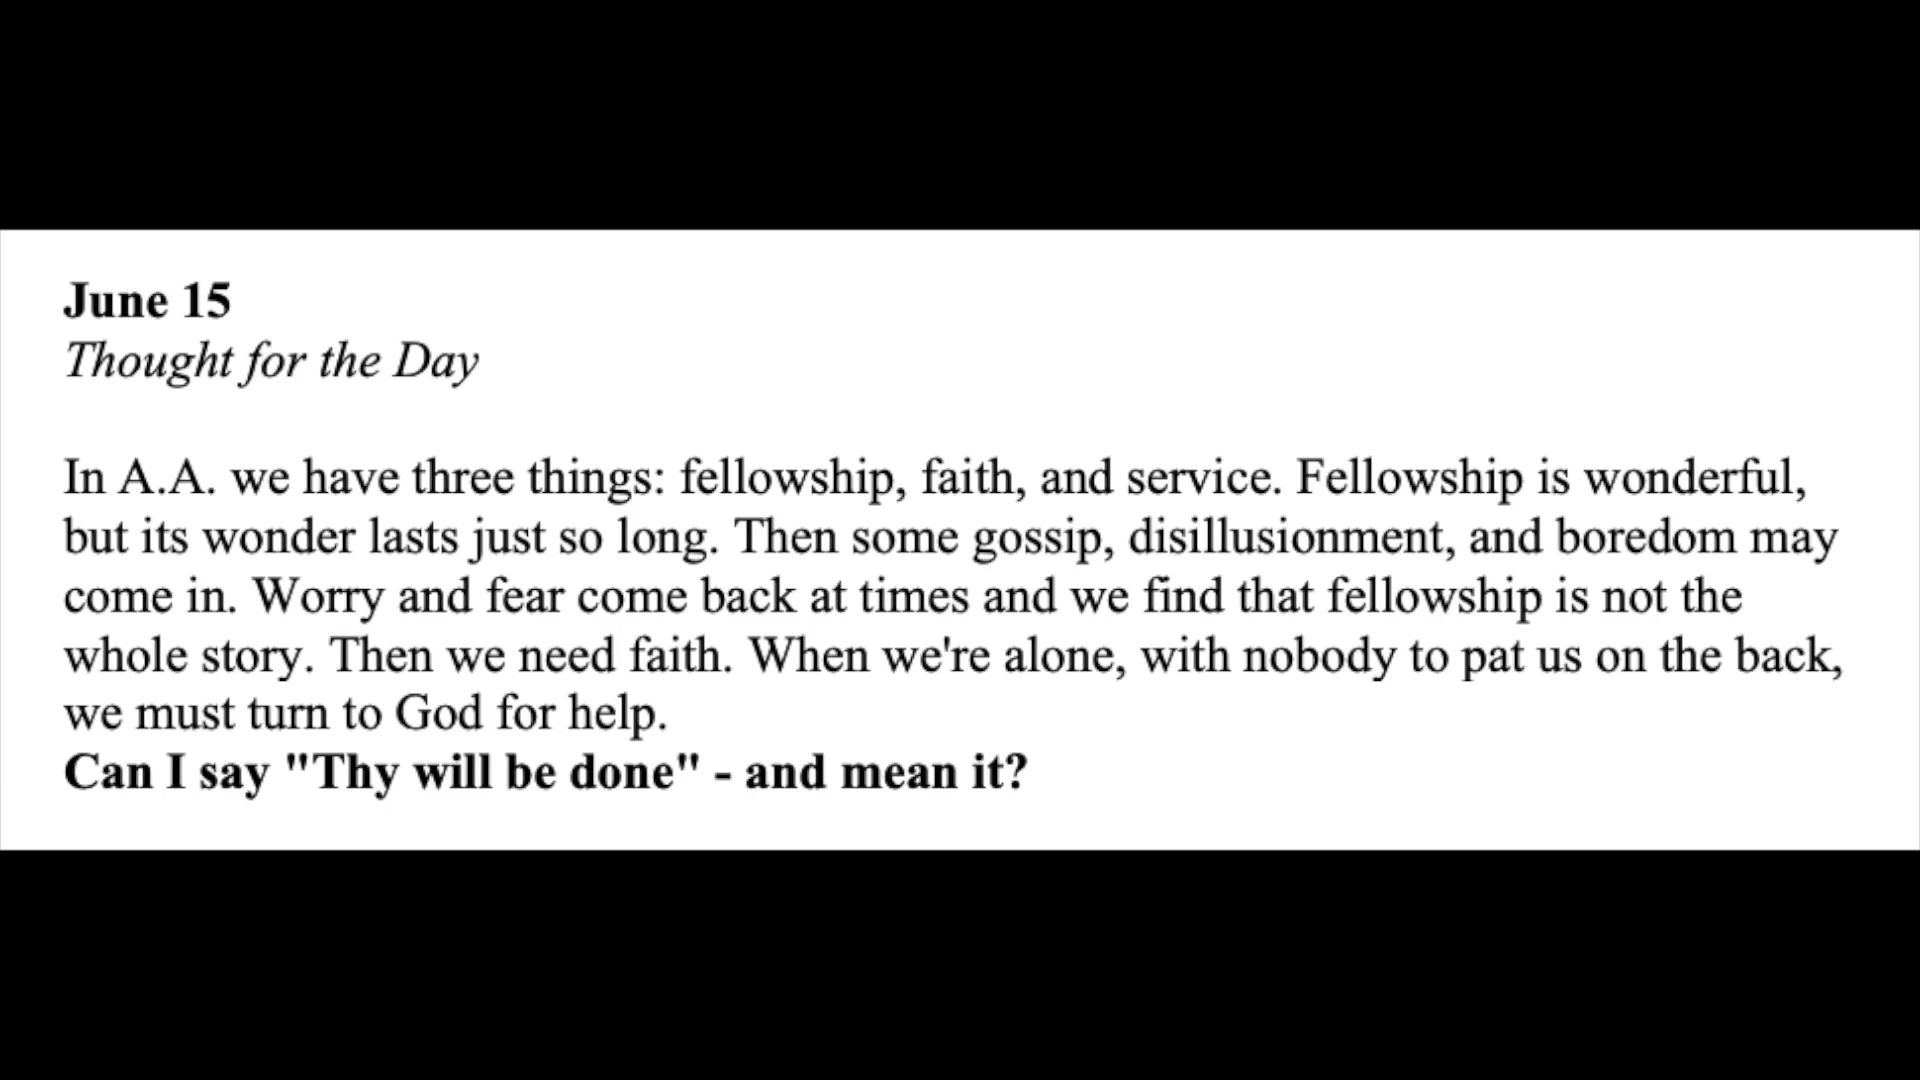 June 15
Thought for the Day
In A.A. we have three things: fellowship, faith, and service. Fellowship is wonderful,
but its wonder lasts just so long. Then some gossip, disillusionment, and boredom may
come in. Worry and fear come back at times and we find that fellowship is not the
whole story. Then we need faith. When we're alone, with nobody to pat us on the back,
we must turn to God for help.
Can I say "Thy will be done" - and mean it?